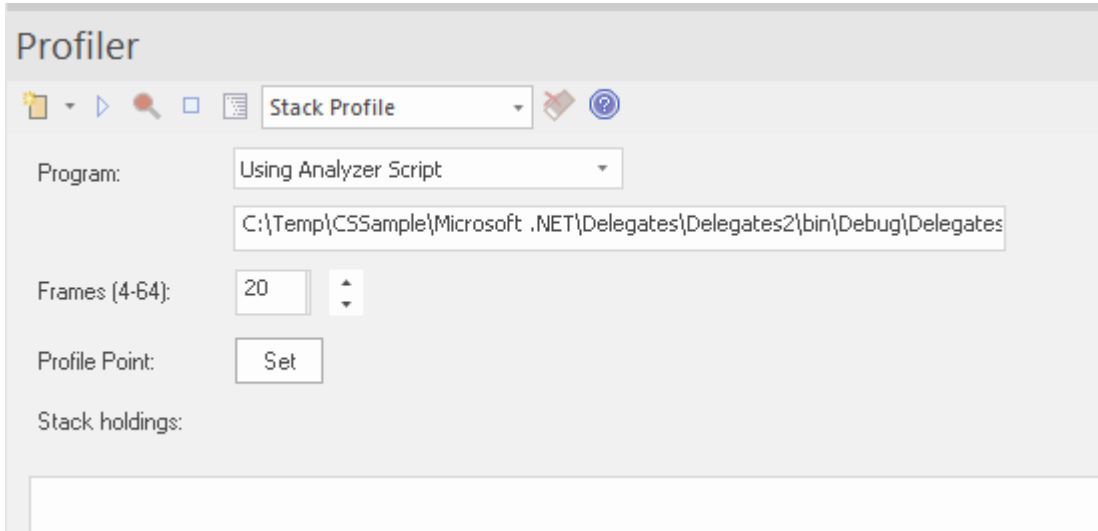 Profiler
Stack Profile
Program:
Using Analyzer Script
C:\Temp\CSSample\Microsoft .NET\Delegates\Delegates2\bin\Debug\Delegates
Frames (4-64):
20
Profile Point:
Set
Stack holdings: